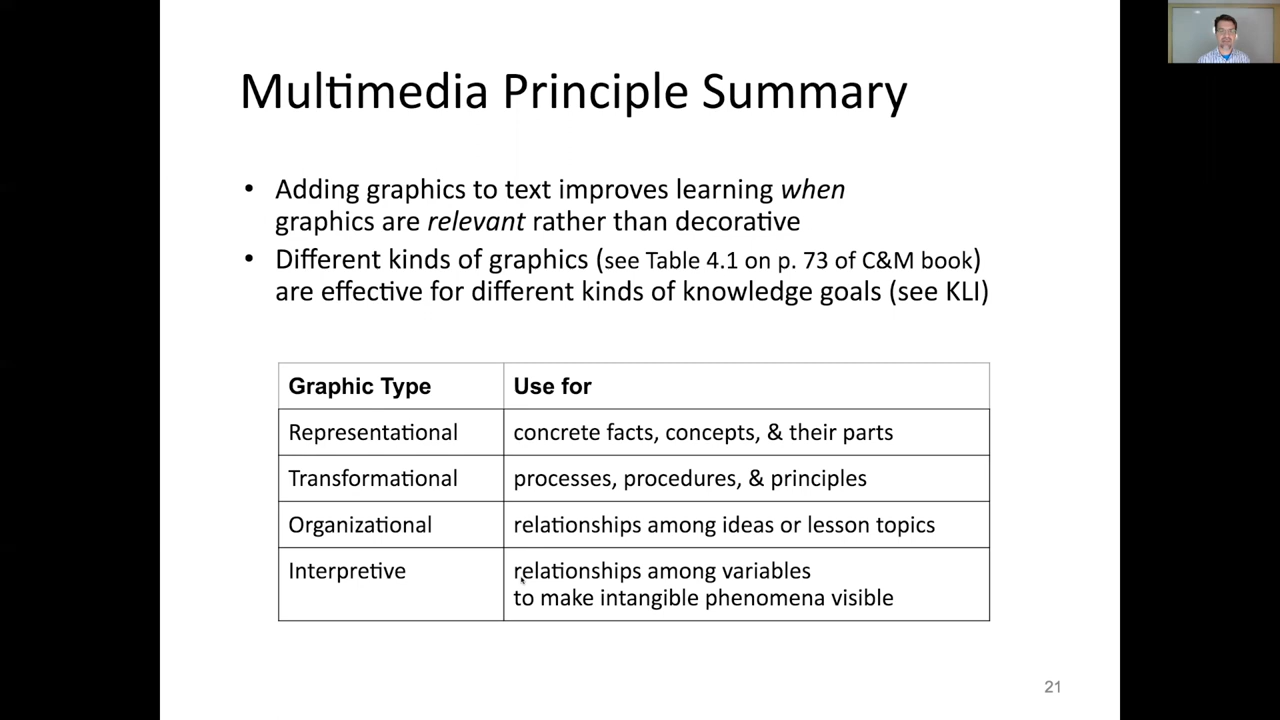 Multimedia Principle Summary
• Adding graphics to text improves learning when
graphics are relevant rather than decorative
• Different kinds of graphics (see Table 4.1 on p. 73 of C&M book)
are effective for different kinds of knowledge goals (see KLI)
Graphic Type Use for
Representational concrete facts, concepts, & their parts
Transformational processes, procedures, & principles
Organizational relationships among ideas or lesson topics
Interpretive relationships among variables
to make intangible phenomena visible
21